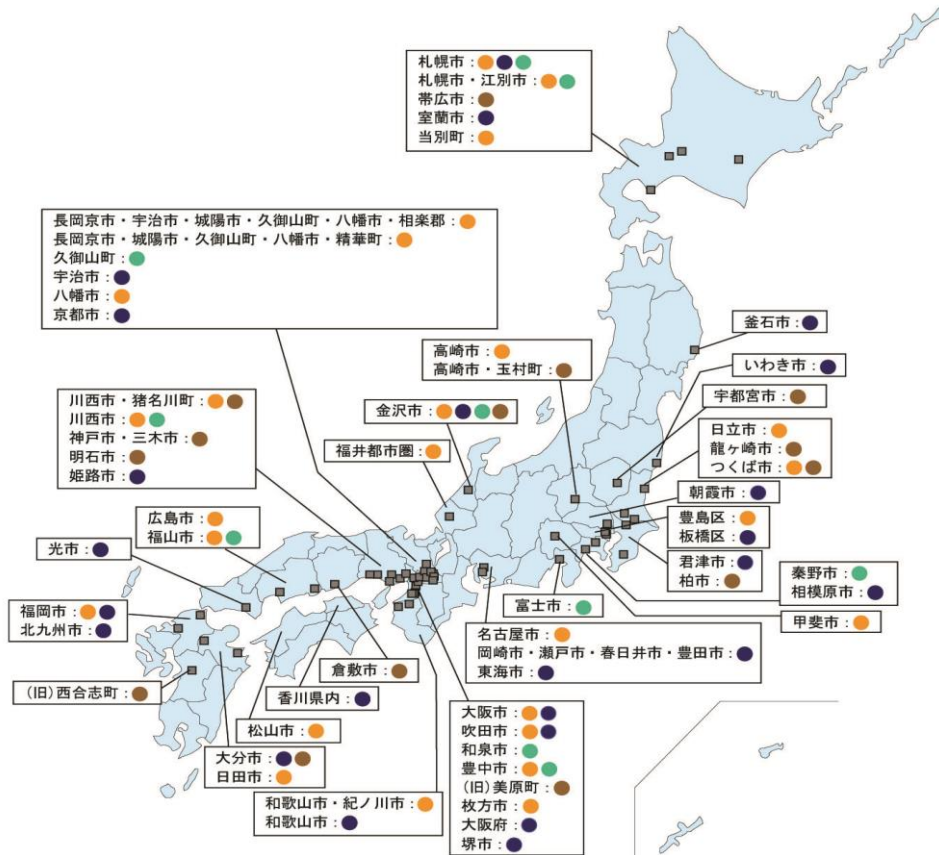 札幌市：
札幌市・江別市：
帯広市：
室蘭市：
当別町：
長岡京市・宇治市・城陽市・久御山町・八幡市・相楽郡：
長岡京市・城陽市・久御山町・八幡市・精華町：
久御山町：
宇治市：
八幡市：
京都市：
釜石市：
高崎市：
高崎市・玉村町：
いわき市：
宇都宮市：
川西市・猪名川町：
川西市：
神戸市・三木市：
明石市：
姫路市：
金沢市：
福井都市圏：
日立市：
龍ヶ崎市：
つくば市：
朝霞市：
広島市：
福山市：
豊島区：
板橋区：
光市：
君津市：
柏市：
秦野市：
相模原市：
福岡市：
北九州市：
富士市：
甲斐市：
名古屋市：
岡崎市・瀬戸市・春日井市・豊田市：
東海市：
倉敷市：
(旧)西合志町：
香川県内：
松山市：
大分市：
日田市：
和歌山市・紀ノ川市：
和歌山市：
大阪市：
吹田市：
和泉市：
豊中市：
(旧)美原町：
枚方市：
大阪府：
堺市：